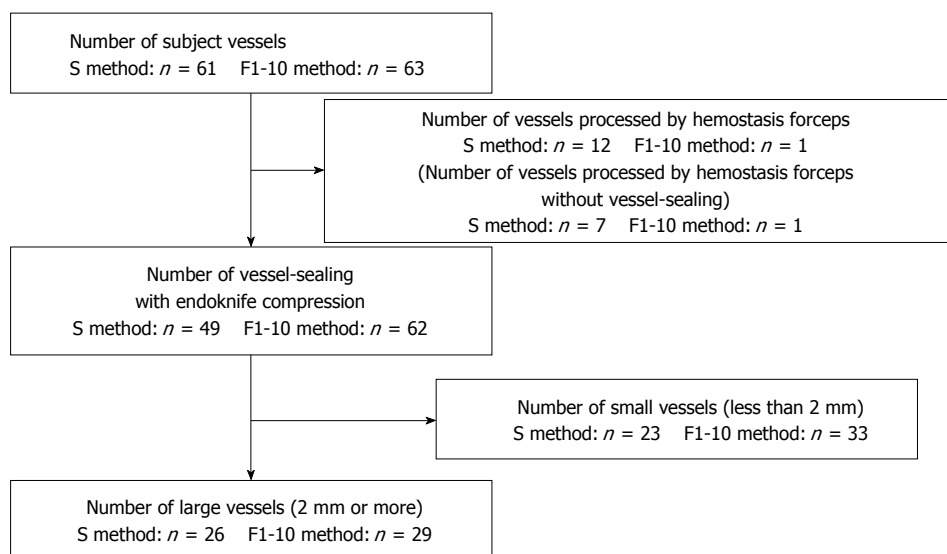 Number of subject vessels
S method: n = 61 F1-10 method: n = 63
Number of vessels processed by hemostasis forceps
S method: n = 12 F1-10 method: n = 1
(Number of vessels processed by hemostasis forceps
without vessel-sealing)
S method: n = 7 F1-10 method: n = 1
Number of vessel-sealing
with endoknife compression
S method: n = 49 F1-10 method: n = 62
Number of small vessels (less than 2 mm)
S method: n = 23 F1-10 method: n = 33
Number of large vessels (2 mm or more)
S method: n = 26 F1-10 method: n = 29